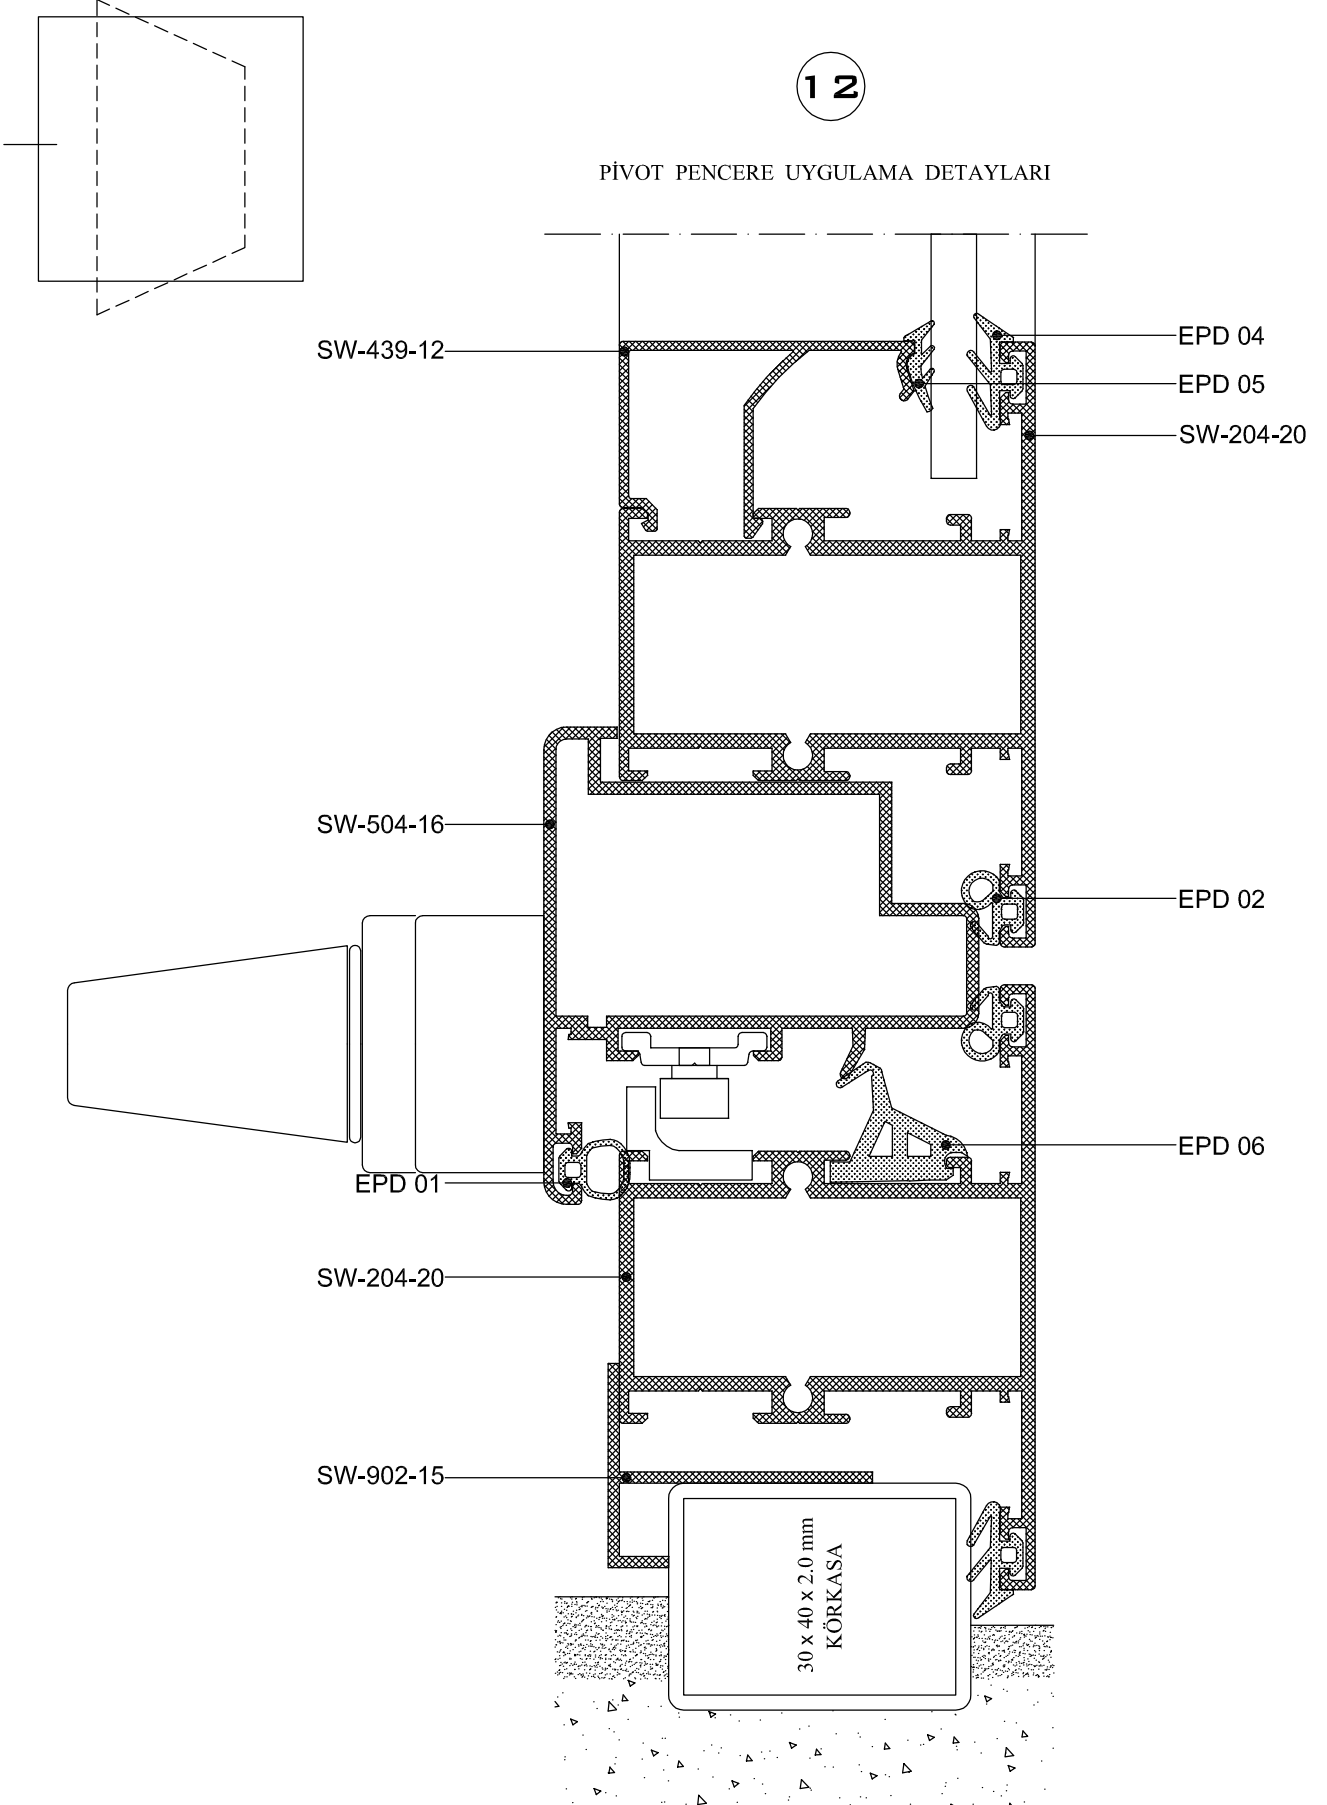 12
PİVOT PENCERE UYGULAMA DETAYLARI
SW-439-12
EPD 04
EPD 05
SW-204-20
SW-504-16
EPD 02
EPD 06
EPD 01
SW-204-20
SW-902-15
30 x 40 x 2.0 mm
KÖRKASA